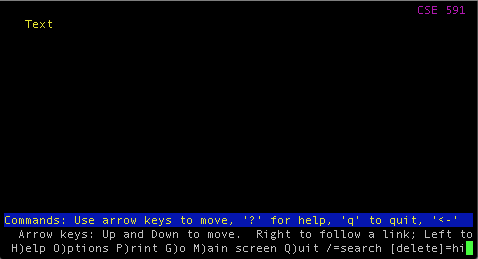 CSE 591
Text
Commands: Use arrow keys to move, '?' for help, 'q' to quit, '<-'
Arrow keys: Up and Down to move.  Right to follow a link; Left to
H)elp O)ptions P)rint G)o M)ain screen Q)uit /=search [delete]=hi